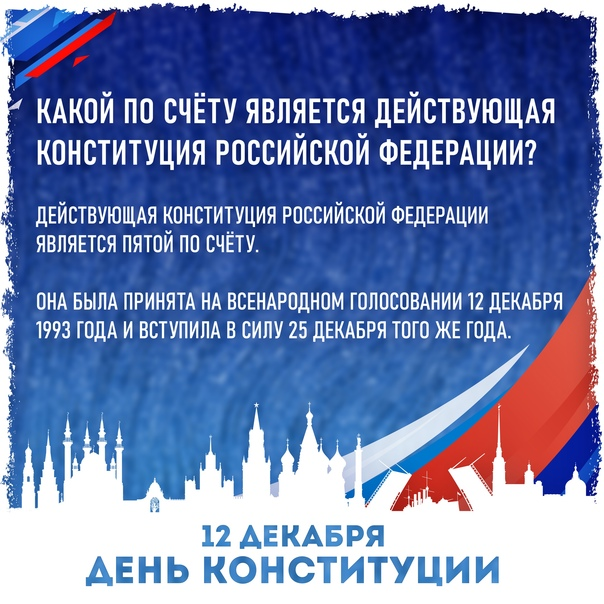 КАКОЙ ПО СЧЁТУ ЯВЛЯЕТСЯ ДЕЙСТВУЮЩАЯ
КОНСТИТУЦИЯ РОССИЙСКОЙ ФЕДЕРАЦИИ?
ДЕЙСТВУЮЩАЯ КОНСТИТУЦИЯ РОССИЙСКОЙ ФЕДЕРАЦИИ
ЯВЛЯЕТСЯ ПЯТОЙ ПО СЧЁТУ.
ОНА БЫЛА ПРИНЯТА НА ВСЕНАРОДНОМ ГОЛОСОВАНИИ 12 ДЕКАБРЯ
1993 ГОДА И ВСТУПИЛА В СИЛУ 25 ДЕКАБРЯ ТОГО ЖЕ ГОДА.
12 ДЕКАБРЯ
ДЕНЬ КОНСТИТУЦИИ